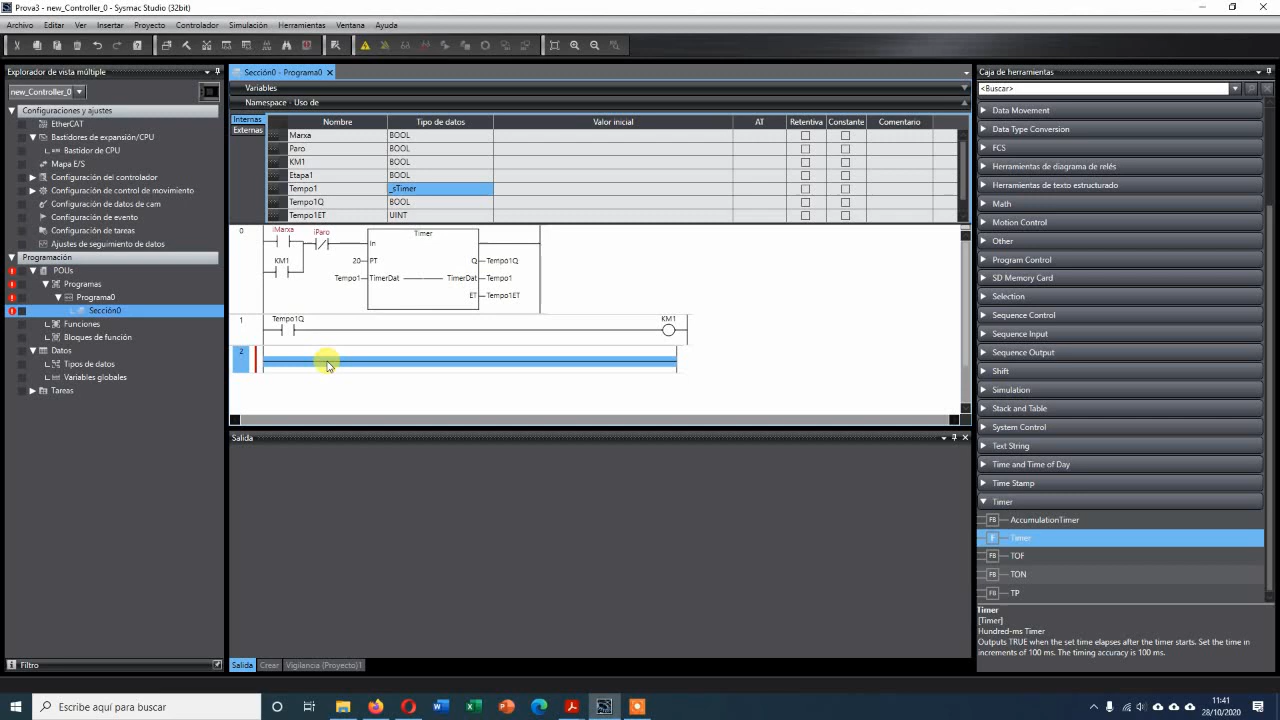 Prova3 - new_Controller_0 - Sysmac Studio (32bit)
Archivo Editar Ver Insertar Proyecto Controlador Simulación Herramientas Ventana Ayuda
Explorador de vista múltiple
new_Controller_0
Configuraciones y ajustes
EtherCAT
Bastidores de expansión/CPU
Bastidor de CPU
Mapa E/S
Configuración del controlador
Configuración de control de movimiento
Configuración de datos de cam
Configuración de evento
Configuración de tareas
Ajustes de seguimiento de datos
Programación
POUs
Programas
Programa0
Sección0
Funciones
Bloques de función
Datos
Tipos de datos
Variables globales
Tareas
Filtro
Sección0 - Programa0
Variables
Namespace - Uso de
Internas
Externas
Nombre Tipo de datos Valor inicial AT Retentiva Constante Comentario
Marxa BOOL
Paro BOOL
KM1 BOOL
Etapa1 BOOL
Tempo1 _sTimer
Tempo1Q BOOL
Tempo1ET UINT
0
iMarxa iParo Timer
In
KM1 20 PT Q Tempo1Q
Tempo1 TimerDat TimerDat Tempo1
ET Tempo1ET
1 Tempo1Q KM1
2
Salida
Salida Crear Vigilancia (Proyecto)1
Caja de herramientas
<Buscar>
Data Movement
Data Type Conversion
FCS
Herramientas de diagrama de relés
Herramientas de texto estructurado
Math
Motion Control
Other
Program Control
SD Memory Card
Selection
Sequence Control
Sequence Input
Sequence Output
Shift
Simulation
Stack and Table
System Control
Text String
Time and Time of Day
Time Stamp
Timer
FB AccumulationTimer
F Timer
FB TOF
FB TON
FB TP
Timer
[Timer]
Hundred-ms Timer
Outputs TRUE when the set time elapses after the timer starts. Set the time in
increments of 100 ms. The timing accuracy is 100 ms.
Escribe aquí para buscar
11:41
28/10/2020